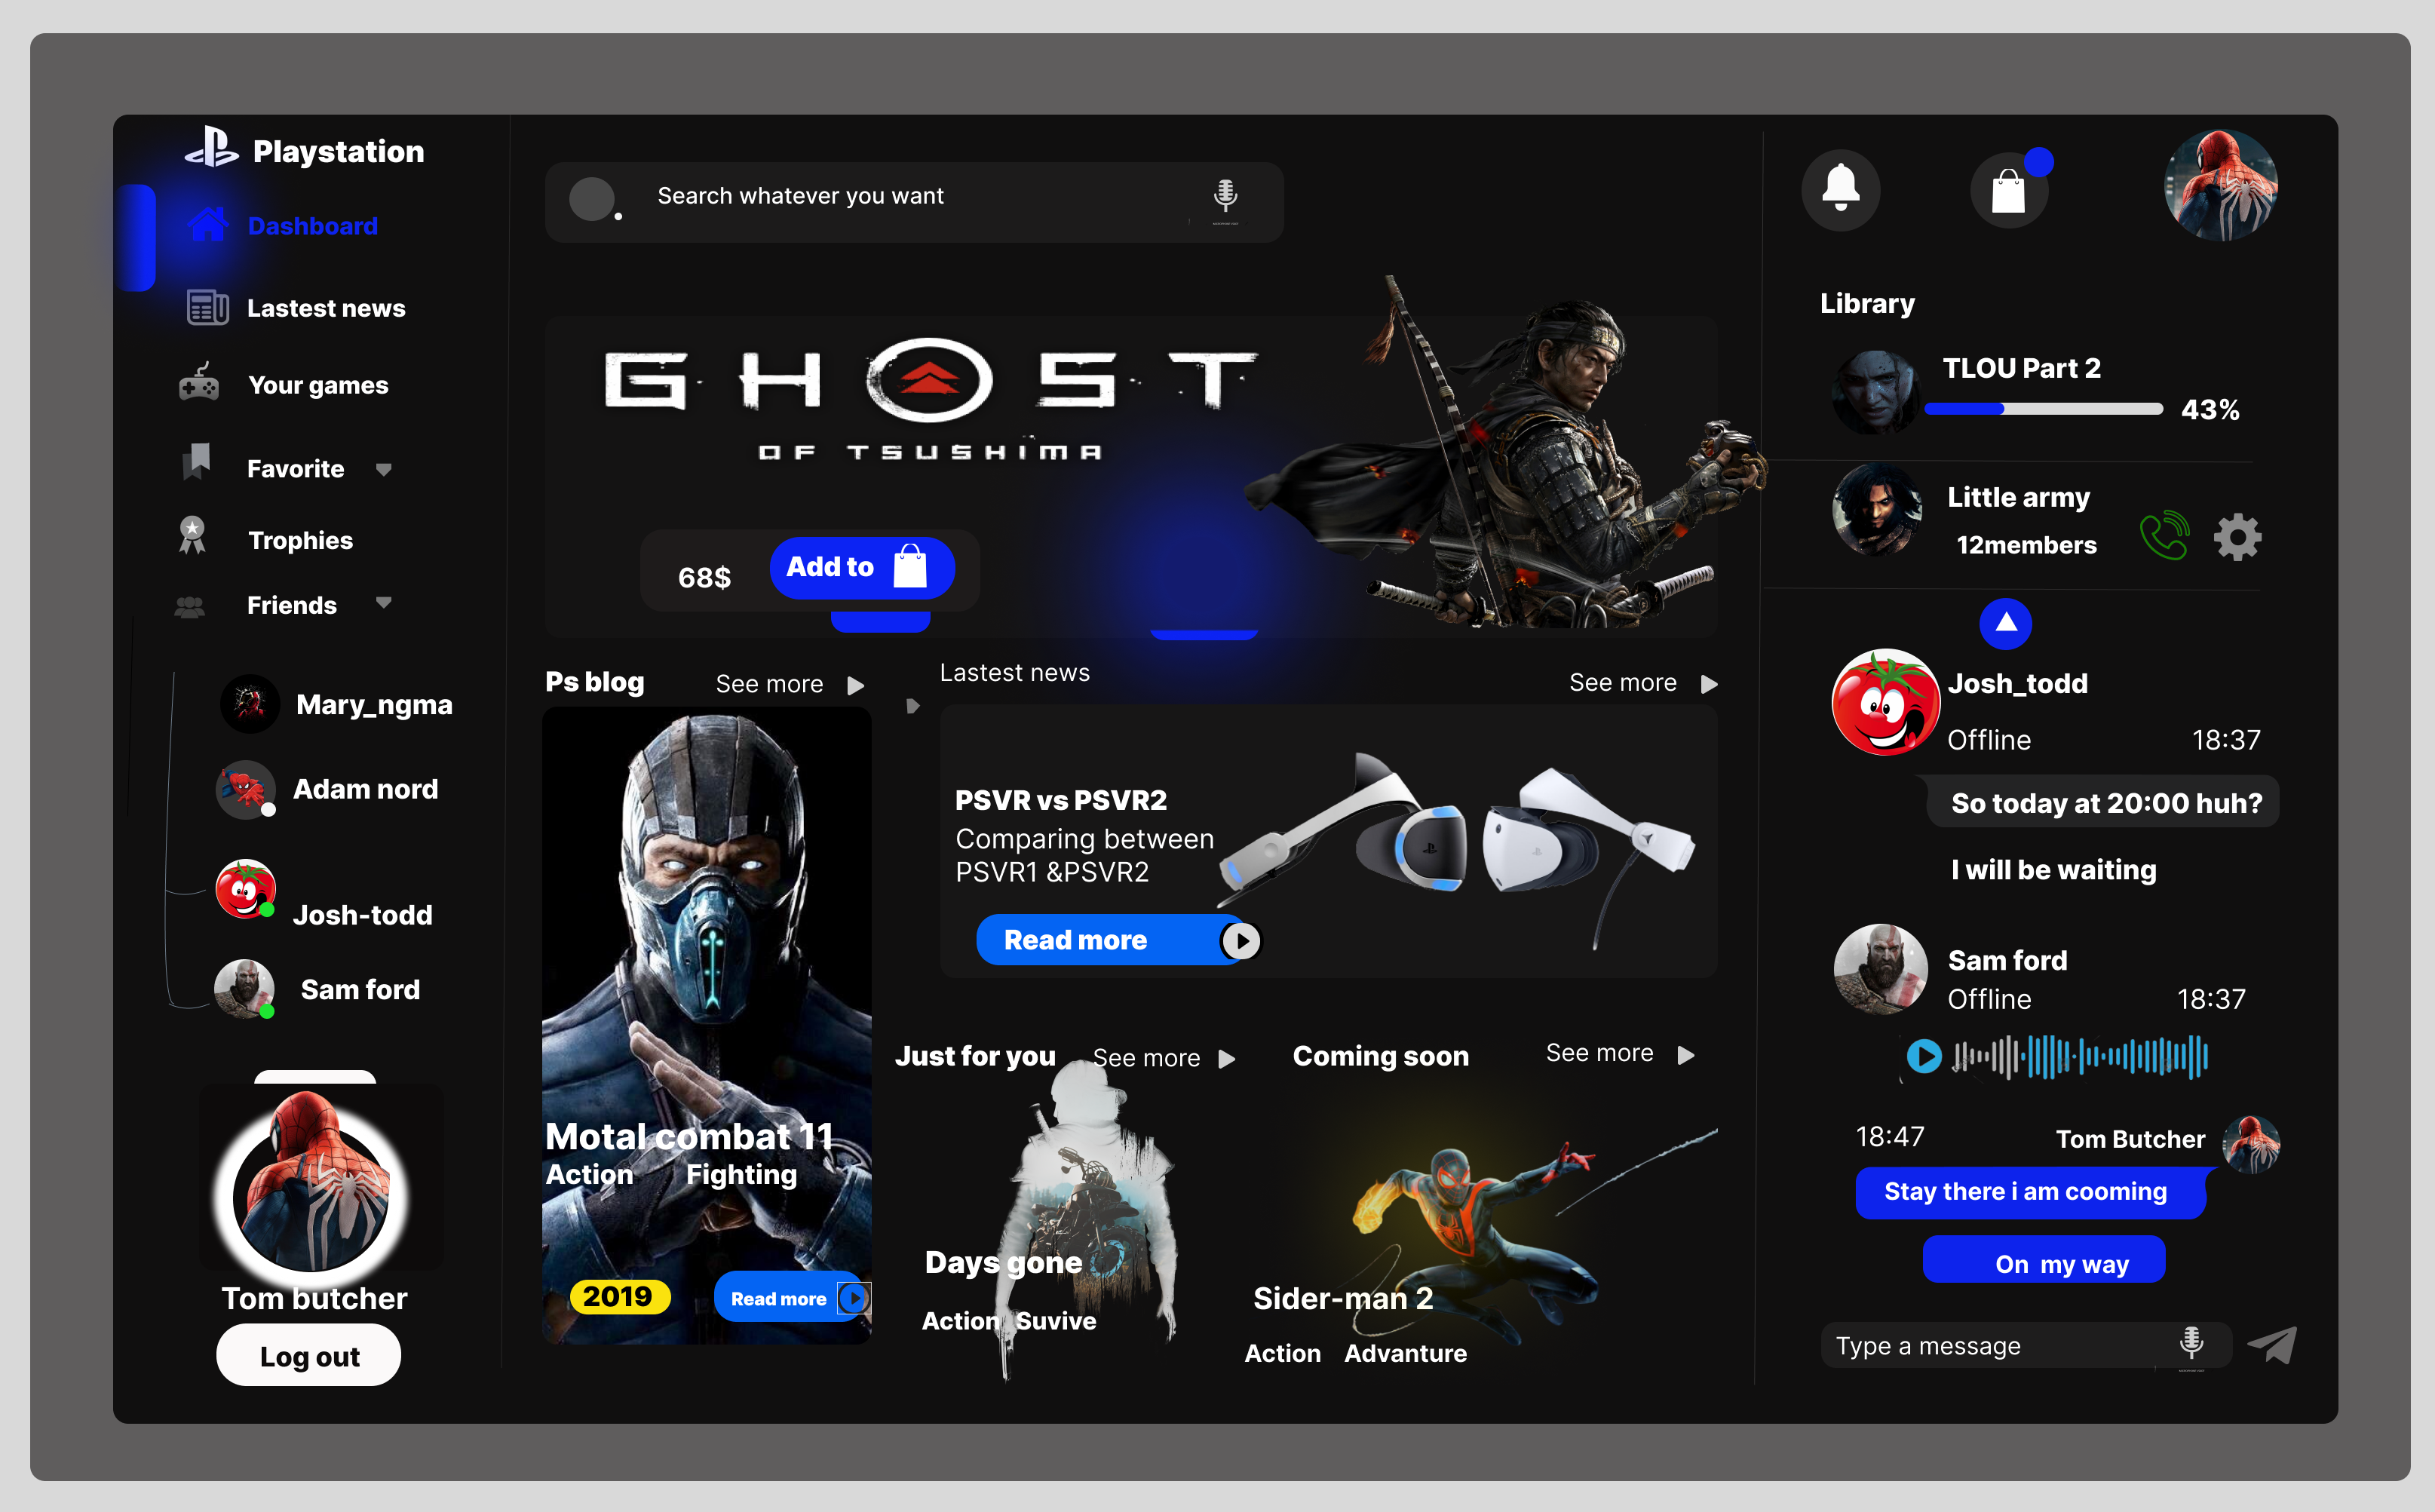 Playstation
Dashboard
Lastest news
Your games
Favorite
Trophies
Friends
Mary_ngma
Adam nord
Josh-todd
Sam ford
Tom butcher
Log out
Search whatever you want
GHOST
OF TSUSHIMA
68$
Add to
Ps blog
See more
Motal combat 11
Action Fighting
2019
Read more
Lastest news
See more
PSVR vs PSVR2
Comparing between
PSVR1 &PSVR2
Read more
Just for you
See more
Days gone
Action Suvive
Coming soon
See more
Sider-man 2
Action Advanture
Library
TLOU Part 2
43%
Little army
12members
Josh_todd
Offline 18:37
So today at 20:00 huh?
I will be waiting
Sam ford
Offline 18:37
18:47 Tom Butcher
Stay there i am cooming
On my way
Type a message